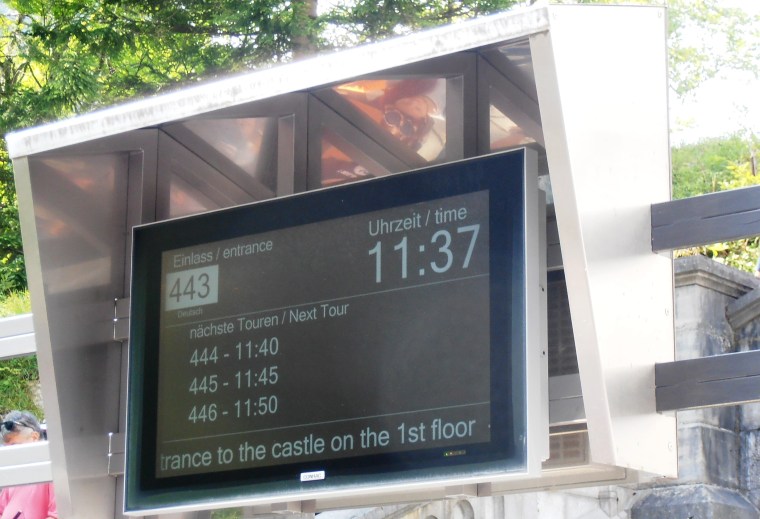 Einlass / entrance
Uhrzeit / time
443
11:37
Deutsch
nächste Touren / Next Tour
444 - 11:40
445 - 11:45
446 - 11:50
trance to the castle on the 1st floor